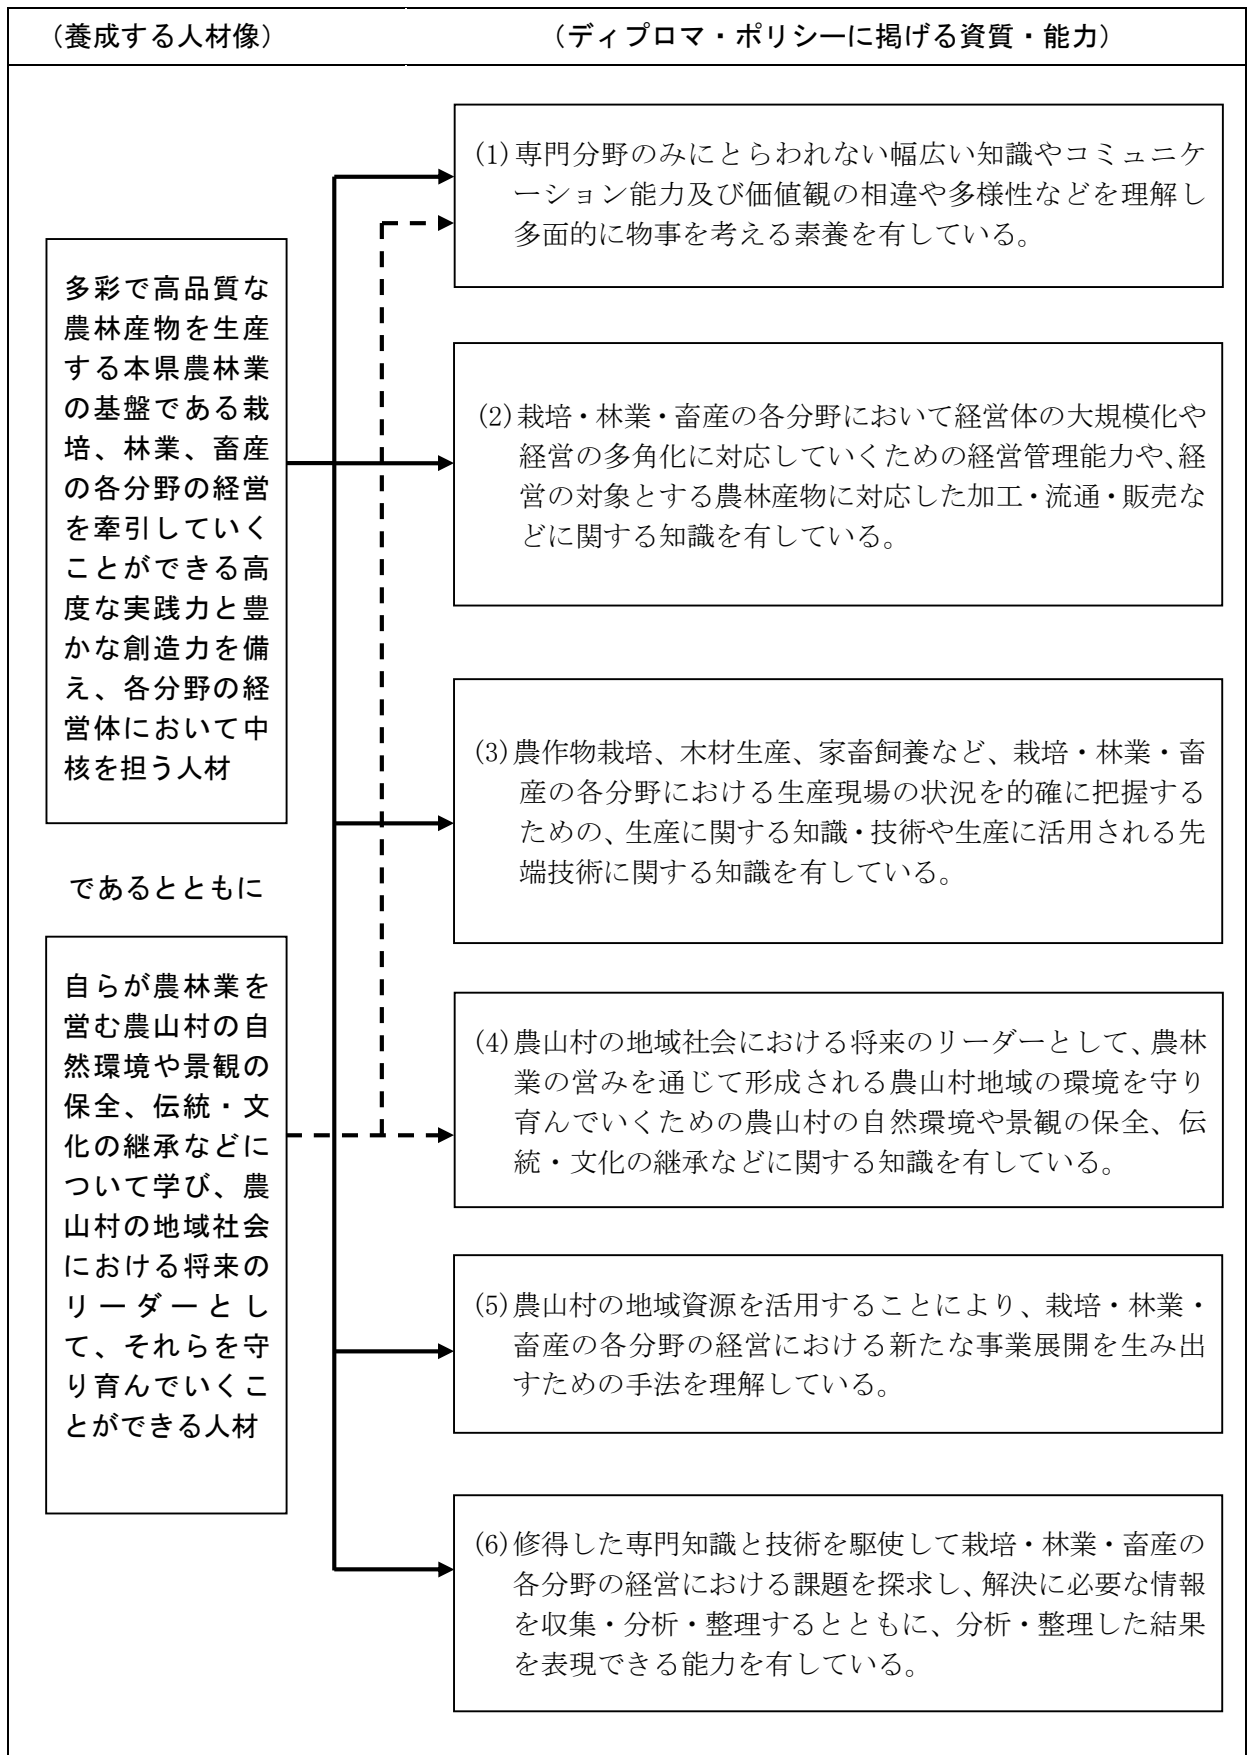 （養成する人材像）
（ディプロマ・ポリシーに掲げる資質・能力）
多彩で高品質な
農林産物を生産
する本県農林業
の基盤である栽
培、林業、畜産
の各分野の経営
を牽引していく
ことができる高
度な実践力と豊
かな創造力を備
え、各分野の経
営体において中
核を担う人材
であるとともに
自らが農林業を
営む農山村の自
然環境や景観の
保全、伝統・文
化の継承などに
ついて学び、農
山村の地域社会
における将来の
リーダーとし
て、それらを守
り育んでいくこ
とができる人材
(1)専門分野のみにとらわれない幅広い知識やコミュニケ
ーション能力及び価値観の相違や多様性などを理解し
多面的に物事を考える素養を有している。
(2)栽培・林業・畜産の各分野において経営体の大規模化や
経営の多角化に対応していくための経営管理能力や、経
営の対象とする農林産物に対応した加工・流通・販売な
どに関する知識を有している。
(3)農作物栽培、木材生産、家畜飼養など、栽培・林業・畜
産の各分野における生産現場の状況を的確に把握する
ための、生産に関する知識・技術や生産に活用される先
端技術に関する知識を有している。
(4)農山村の地域社会における将来のリーダーとして、農林
業の営みを通じて形成される農山村地域の環境を守り
育んでいくための農山村の自然環境や景観の保全、伝
統・文化の継承などに関する知識を有している。
(5)農山村の地域資源を活用することにより、栽培・林業・
畜産の各分野の経営における新たな事業展開を生み出
すための手法を理解している。
(6)修得した専門知識と技術を駆使して栽培・林業・畜産の
各分野の経営における課題を探求し、解決に必要な情報
を収集・分析・整理するとともに、分析・整理した結果
を表現できる能力を有している。